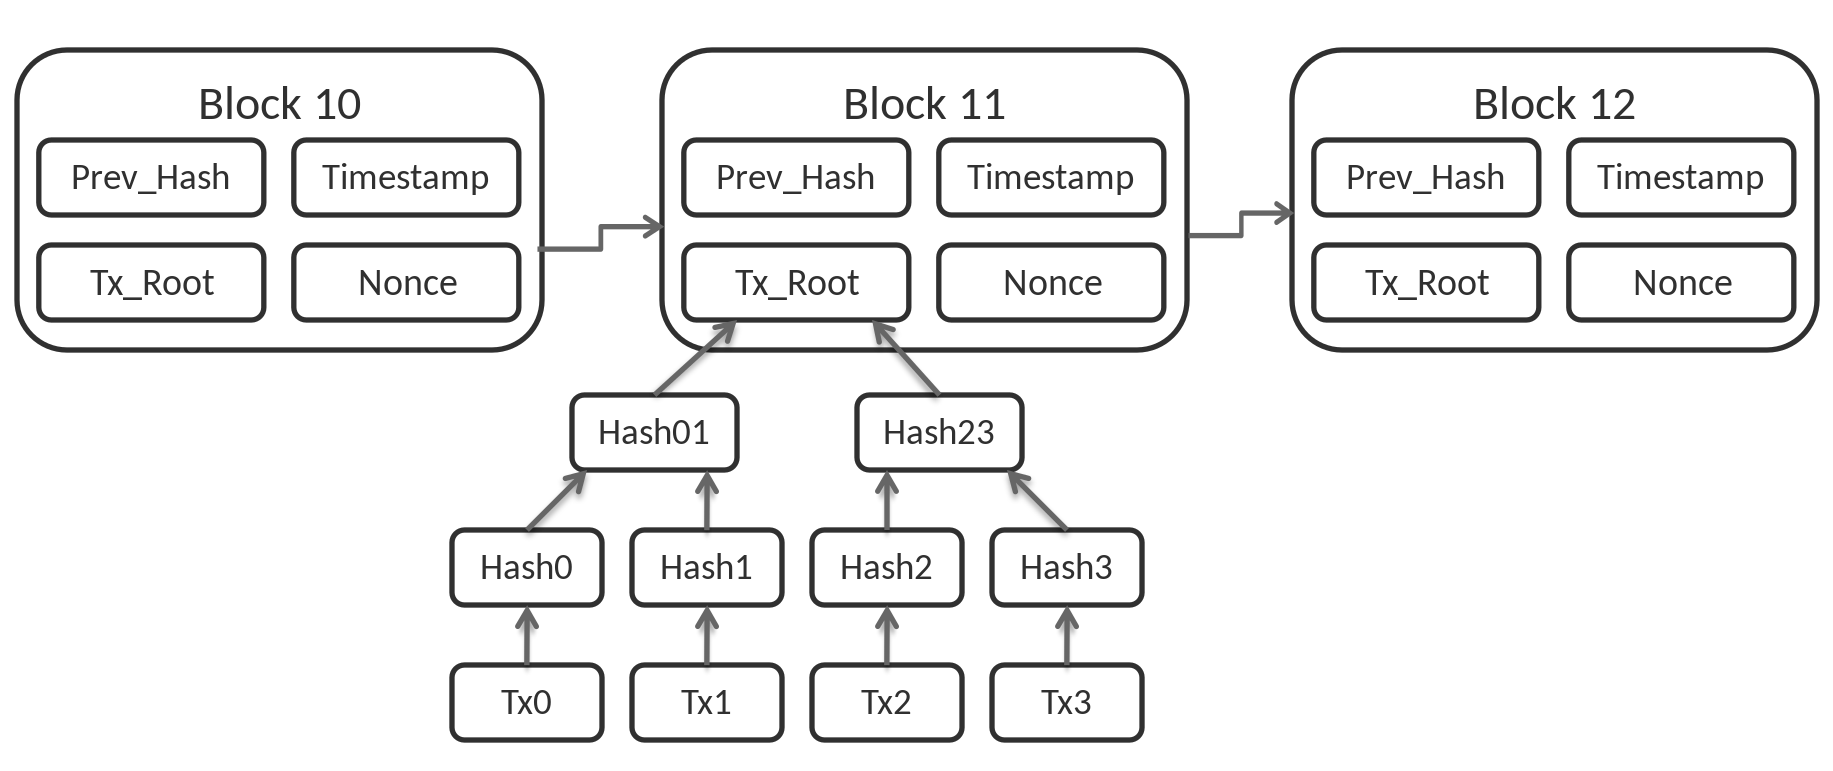 Block 10
Prev_Hash
Timestamp
Tx_Root
Nonce
Block 11
Prev_Hash
Timestamp
Tx_Root
Nonce
Block 12
Prev_Hash
Timestamp
Tx_Root
Nonce
Hash01
Hash23
Hash0
Hash1
Hash2
Hash3
Tx0
Tx1
Tx2
Tx3